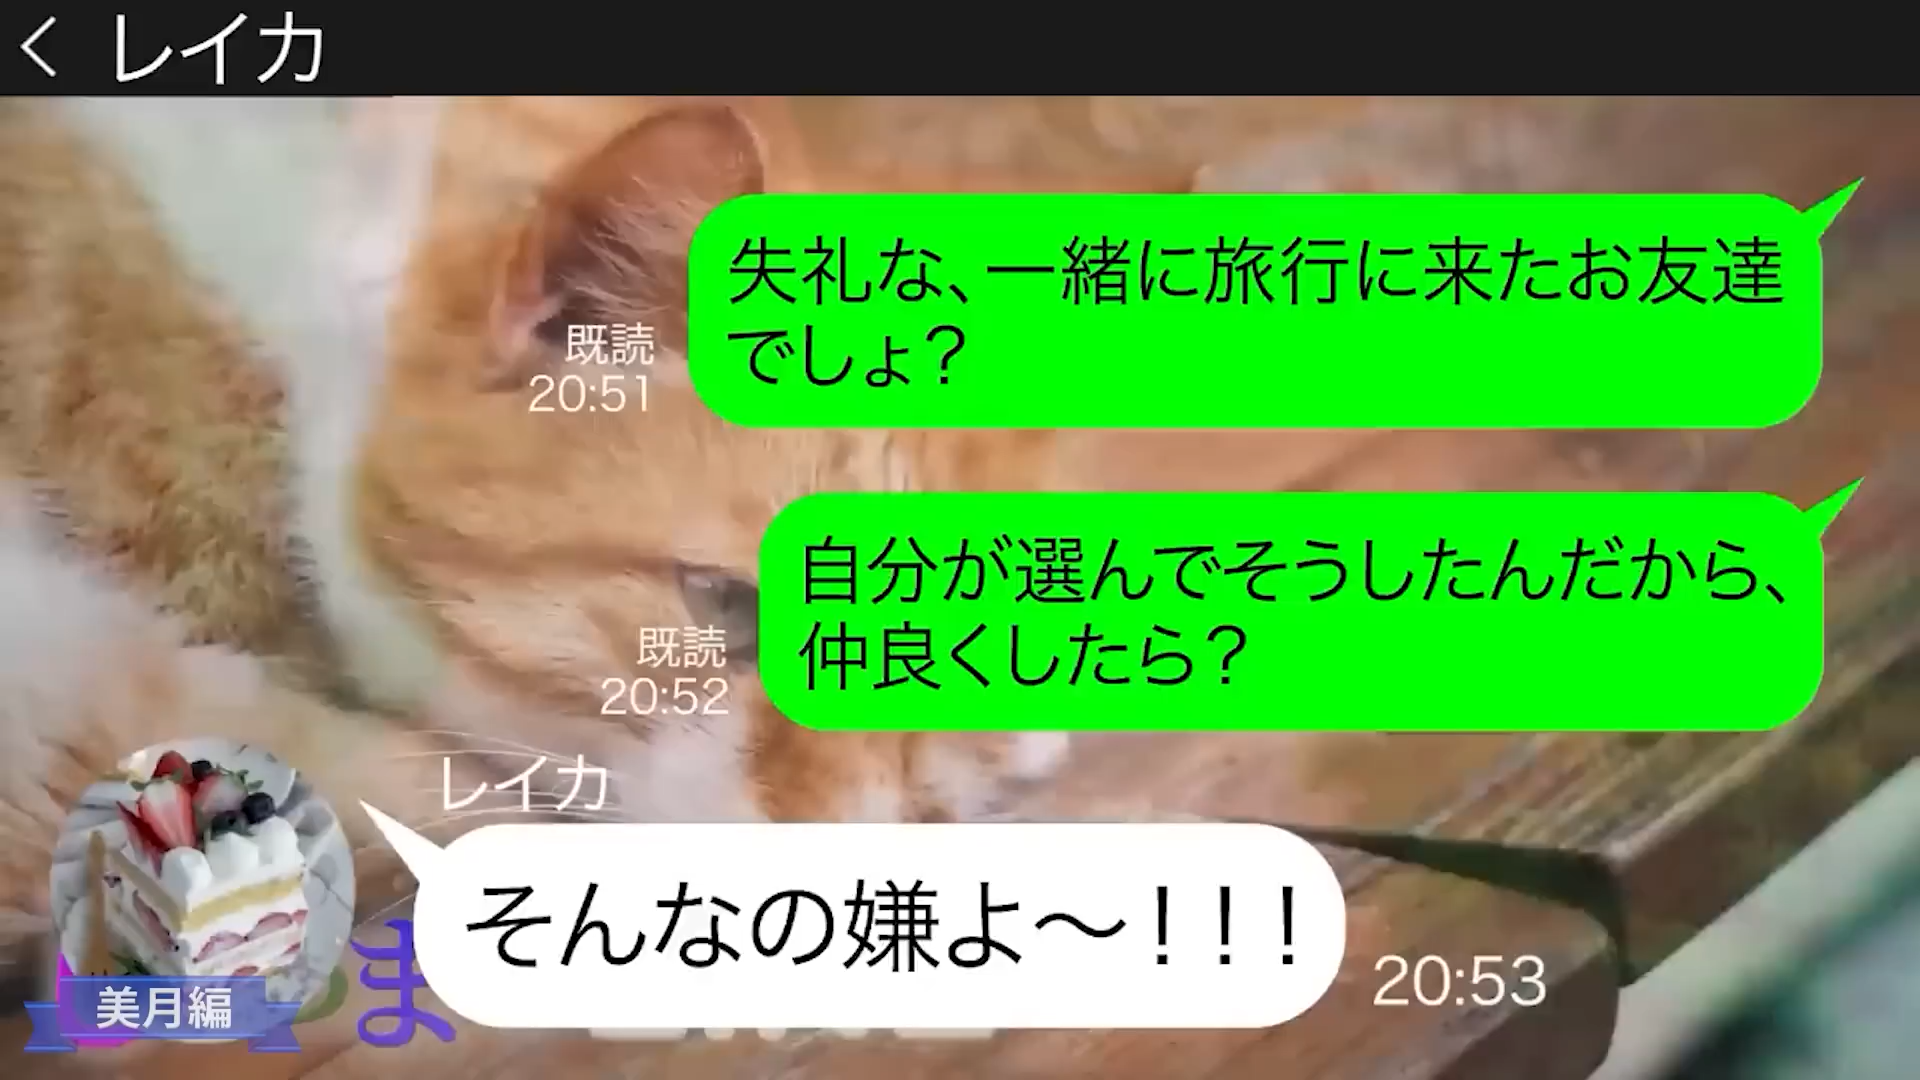 レイカ
失礼な、一緒に旅行に来たお友達
でしょ？
既読
20:51
自分が選んでそうしたんだから、
仲良くしたら？
既読
20:52
レイカ
そんなの嫌よ～！！！
20:53
美月編
ま